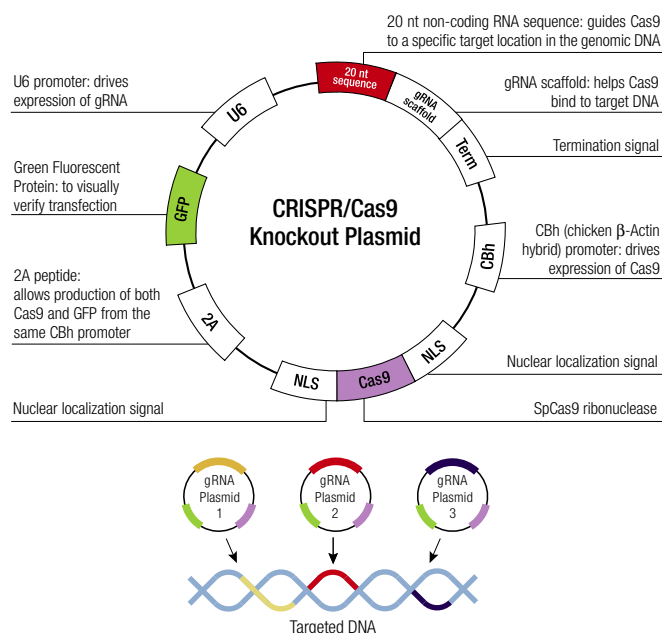 20 nt non-coding RNA sequence: guides Cas9
to a specific target location in the genomic DNA
U6 promoter: drives
expression of gRNA
gRNA scaffold: helps Cas9
bind to target DNA
Termination signal
Green Fluorescent
Protein: to visually
verify transfection
CBh (chicken β-Actin
hybrid) promoter: drives
expression of Cas9
2A peptide:
allows production of both
Cas9 and GFP from the
same CBh promoter
Nuclear localization signal
Nuclear localization signal
SpCas9 ribonuclease
CRISPR/Cas9
Knockout Plasmid
20 nt
sequence
gRNA
scaffold
Term
CBh
NLS
Cas9
NLS
2A
GFP
U6
gRNA
Plasmid
1
gRNA
Plasmid
2
gRNA
Plasmid
3
Targeted DNA